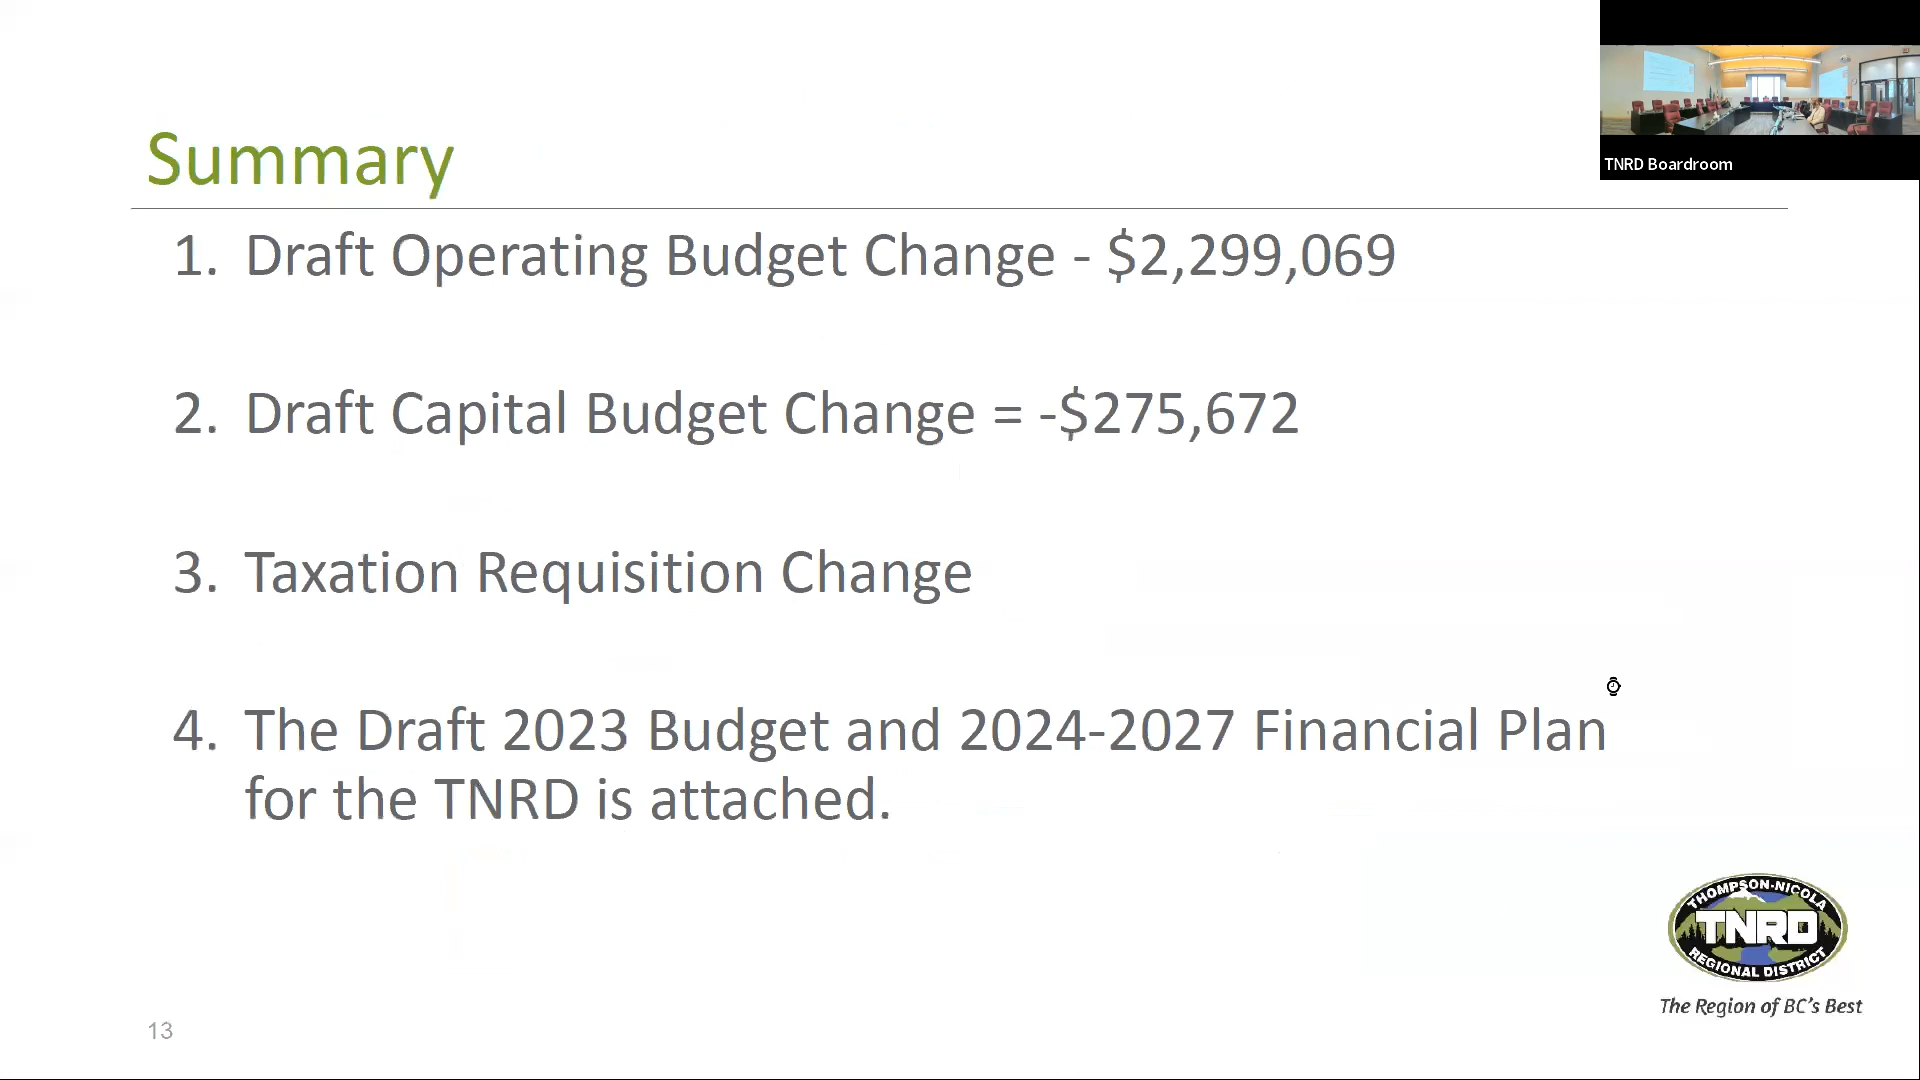 TNRD Boardroom
Summary
1. Draft Operating Budget Change - $2,299,069
2. Draft Capital Budget Change = -$275,672
3. Taxation Requisition Change
4. The Draft 2023 Budget and 2024-2027 Financial Plan
for the TNRD is attached.
THOMPSON-NICOLA
TNRD
REGIONAL DISTRICT
The Region of BC's Best
13